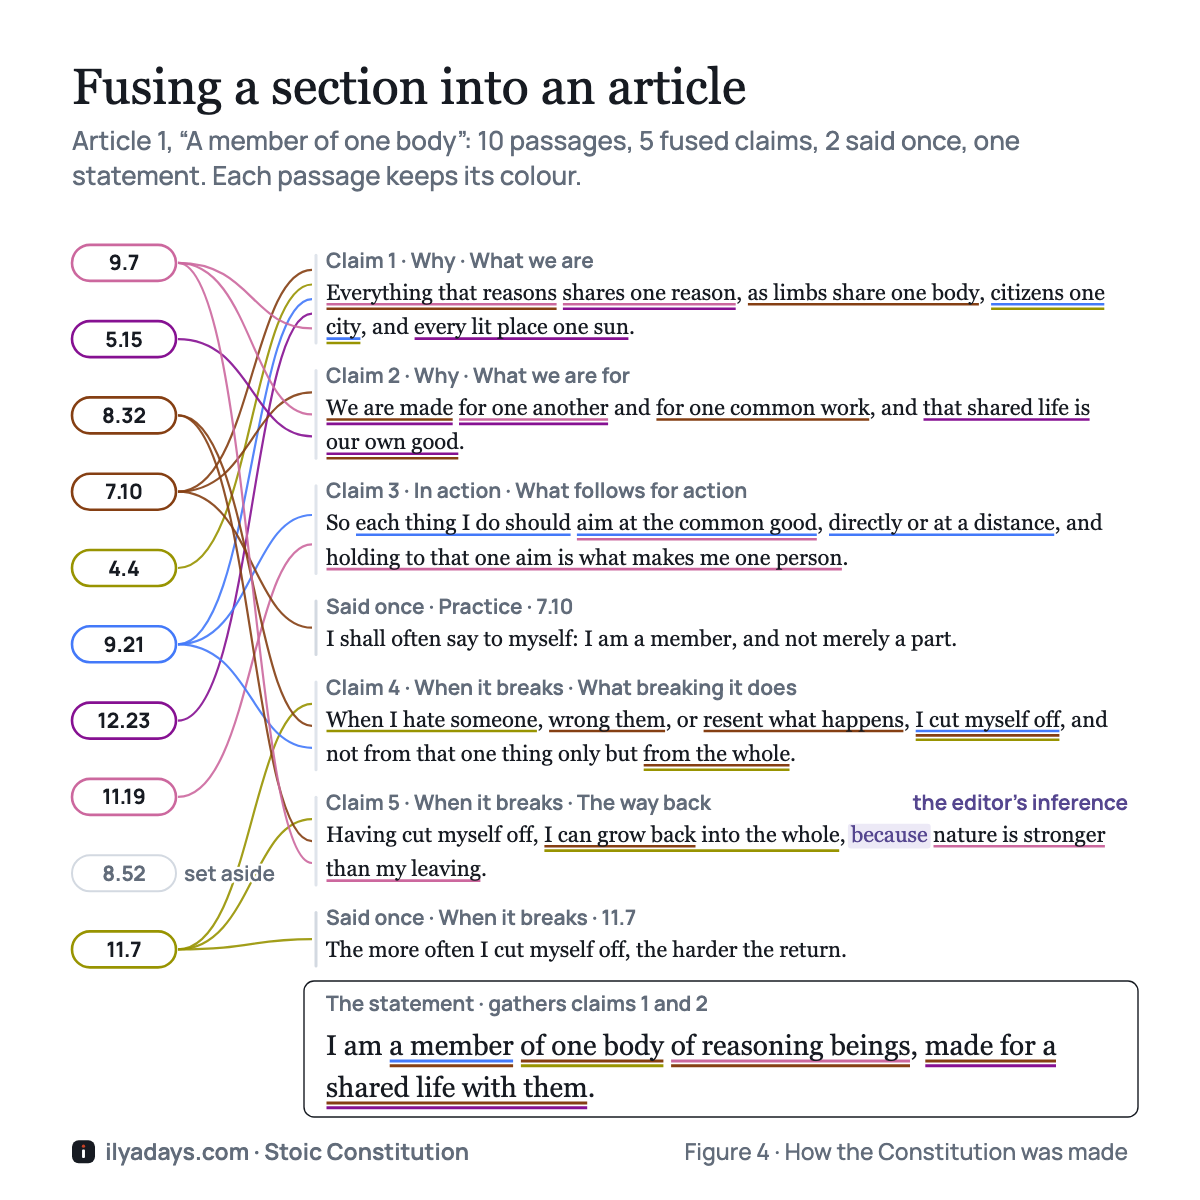 Fusing a section into an article
Article 1, “A member of one body”: 10 passages, 5 fused claims, 2 said once, one
statement. Each passage keeps its colour.
9.7
5.15
8.32
7.10
4.4
9.21
12.23
11.19
8.52 set aside
11.7
Claim 1 · Why · What we are
Everything that reasons shares one reason, as limbs share one body, citizens one
city, and every lit place one sun.
Claim 2 · Why · What we are for
We are made for one another and for one common work, and that shared life is
our own good.
Claim 3 · In action · What follows for action
So each thing I do should aim at the common good, directly or at a distance, and
holding to that one aim is what makes me one person.
Said once · Practice · 7.10
I shall often say to myself: I am a member, and not merely a part.
Claim 4 · When it breaks · What breaking it does
When I hate someone, wrong them, or resent what happens, I cut myself off, and
not from that one thing only but from the whole.
Claim 5 · When it breaks · The way back the editor’s inference
Having cut myself off, I can grow back into the whole, because nature is stronger
than my leaving.
Said once · When it breaks · 11.7
The more often I cut myself off, the harder the return.
The statement · gathers claims 1 and 2
I am a member of one body of reasoning beings, made for a
shared life with them.
ilyadays.com · Stoic Constitution
Figure 4 · How the Constitution was made